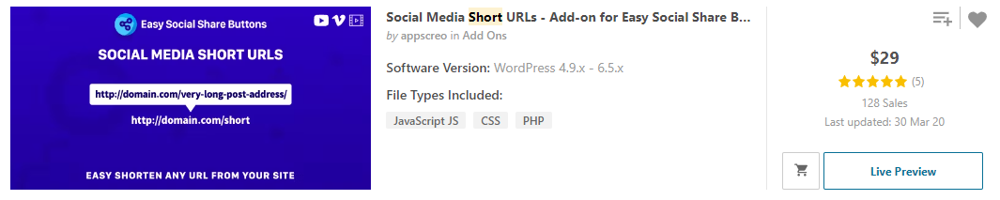 Easy Social Share Buttons
SOCIAL MEDIA SHORT URLS
http://domain.com/very-long-post-address/
http://domain.com/short
EASY SHORTEN ANY URL FROM YOUR SITE
Social Media Short URLs - Add-on for Easy Social Share B...
by appscreo in Add Ons
Software Version: WordPress 4.9.x - 6.5.x
File Types Included:
JavaScript JS CSS PHP
$29
(5)
128 Sales
Last updated: 30 Mar 20
Live Preview